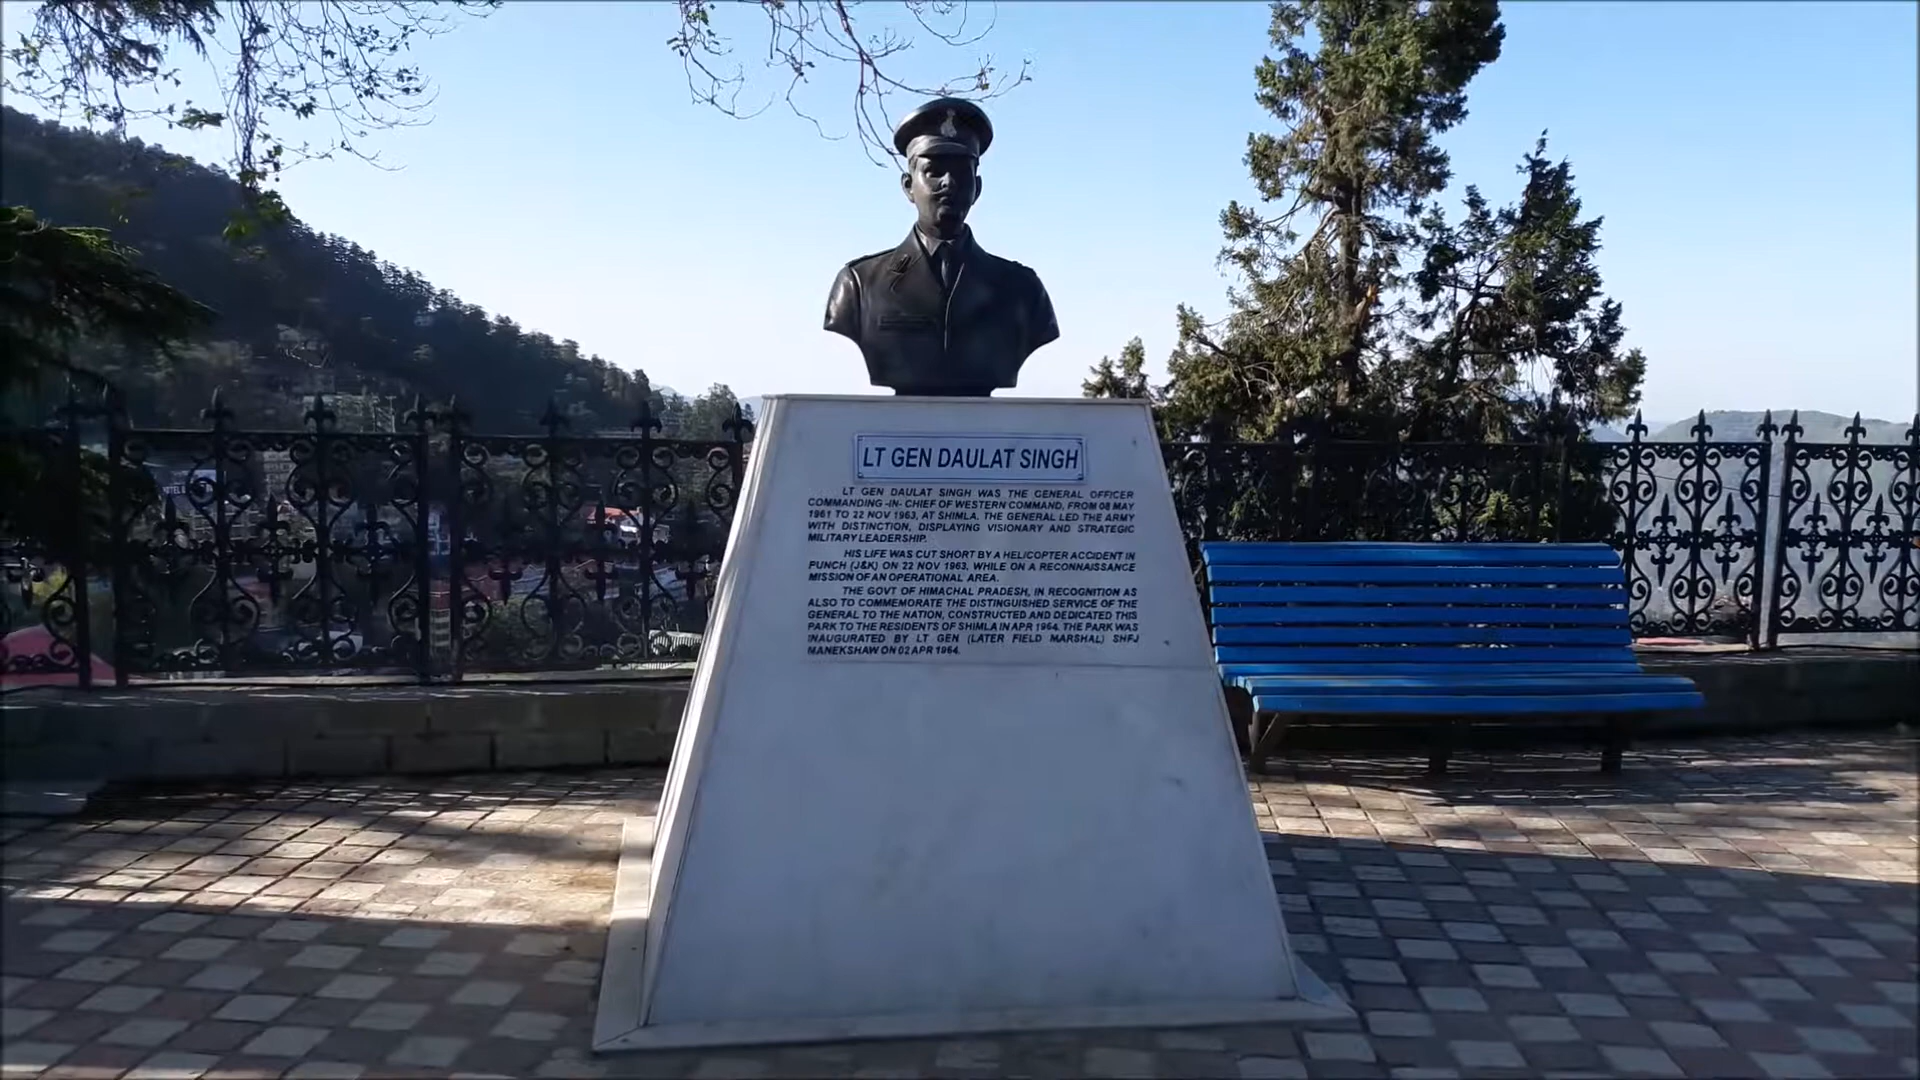 LT GEN DAULAT SINGH
LT GEN DAULAT SINGH WAS THE GENERAL OFFICER
COMMANDING-IN- CHIEF OF WESTERN COMMAND, FROM 08 MAY
1961 TO 22 NOV 1963, AT SHIMLA. THE GENERAL LED THE ARMY
WITH DISTINCTION, DISPLAYING VISIONARY AND STRATEGIC
MILITARY LEADERSHIP.
HIS LIFE WAS CUT SHORT BY A HELICOPTER ACCIDENT IN
PUNCH (J&K) ON 22 NOV 1963, WHILE ON A RECONNAISSANCE
MISSION OF AN OPERATIONAL AREA.
THE GOVT OF HIMACHAL PRADESH, IN RECOGNITION AS
ALSO TO COMMEMORATE THE DISTINGUISHED SERVICE OF THE
GENERAL TO THE NATION, CONSTRUCTED AND DEDICATED THIS
PARK TO THE RESIDENTS OF SHIMLA IN APR 1964. THE PARK WAS
INAUGURATED BY LT GEN (LATER FIELD MARSHAL) SHFJ
MANEKSHAW ON 02 APR 1964.